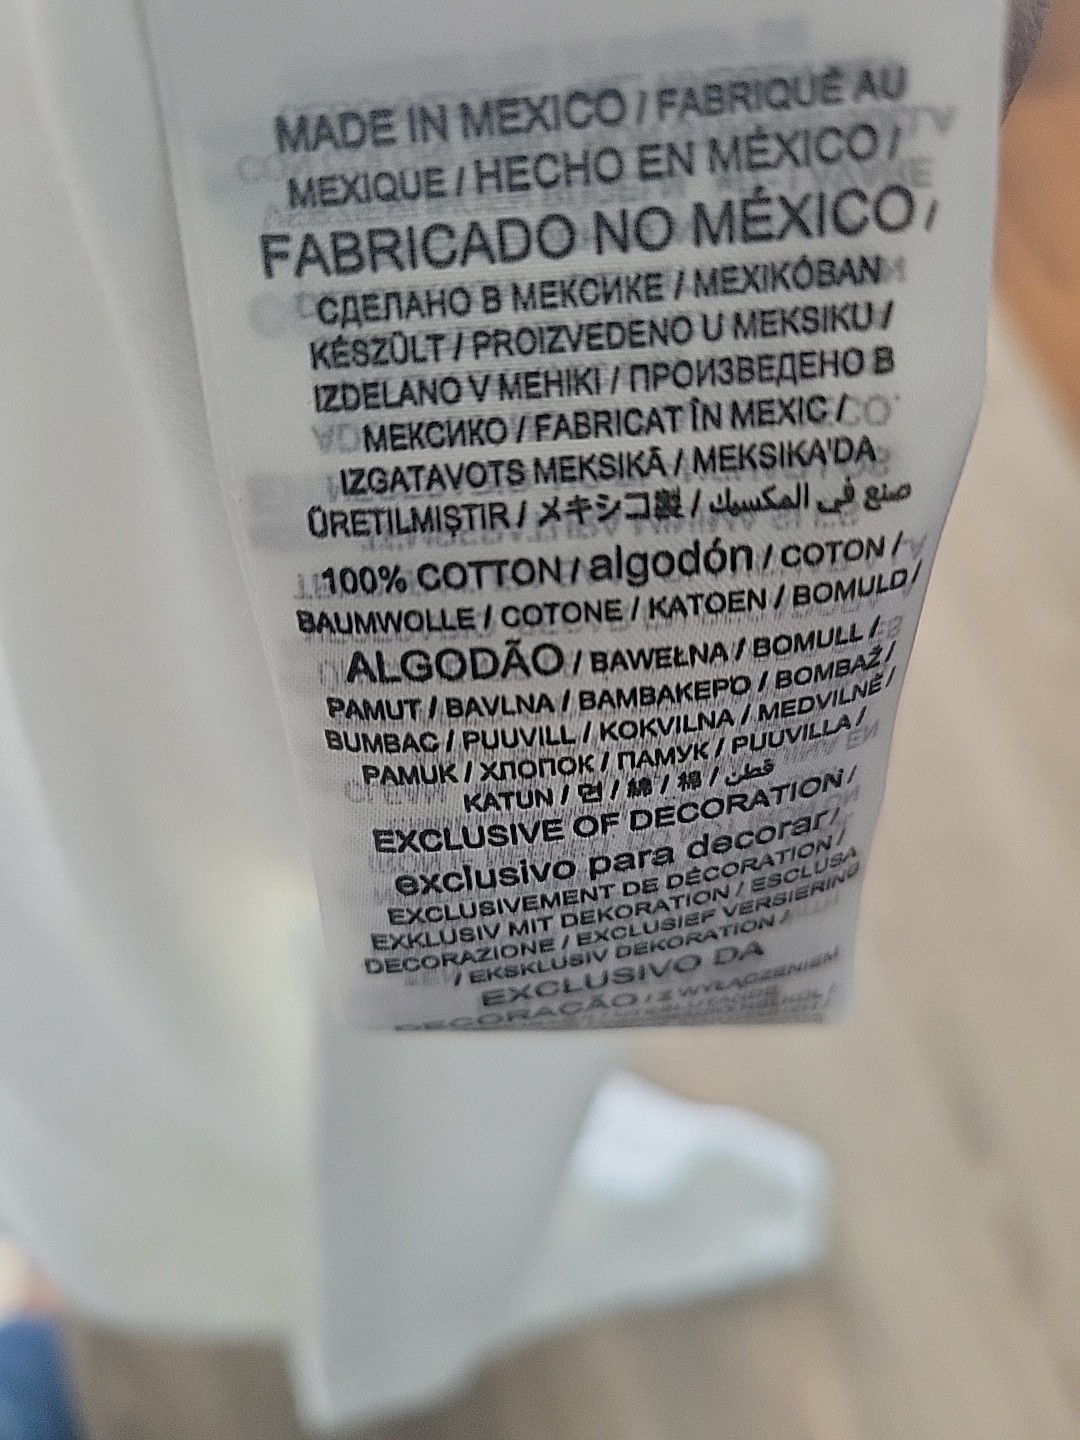 MADE IN MEXICO / FABRIQUÉ AU
MEXIQUE / HECHO EN MÉXICO /
FABRICADO NO MÉXICO /
СДЕЛАНО В МЕКСИКЕ / MEXIKÓBAN
KÉSZÜLT / PROIZVEDENO U MEKSIKU /
IZDELANO V MEHIKI / ПРОИЗВЕДЕНО В
МЕКСИКО / FABRICAT ÎN MEXIC /
IZGATAVOTS MEKSIKĀ / MEKSIKA'DA
ÜRETILMIŞTIR / メキシコ製 / صنع في المكسيك
100% COTTON / algodón / COTON /
BAUMWOLLE / COTONE / KATOEN / BOMULD /
ALGODÃO / BAWEŁNA / BOMULL /
PAMUT / BAVLNA / BAMBAKEPO / BOMBAŽ /
BUMBAC / PUUVILL / KOKVILNA / MEDVILNĖ /
PAMUK / ХЛОПОК / ПАМУК / PUUVILLA /
KATUN / 면 / 綿 / 棉 / قطن
EXCLUSIVE OF DECORATION /
exclusivo para decorar /
EXCLUSIVEMENT DE DÉCORATION /
EXKLUSIV MIT DEKORATION / ESCLUSA
DECORAZIONE / EXCLUSIEF VERSIERING
/ EKSKLUSIV DEKORATION /
EXCLUSIVO DA
DECORAÇÃO / Z WYŁĄCZENIEM